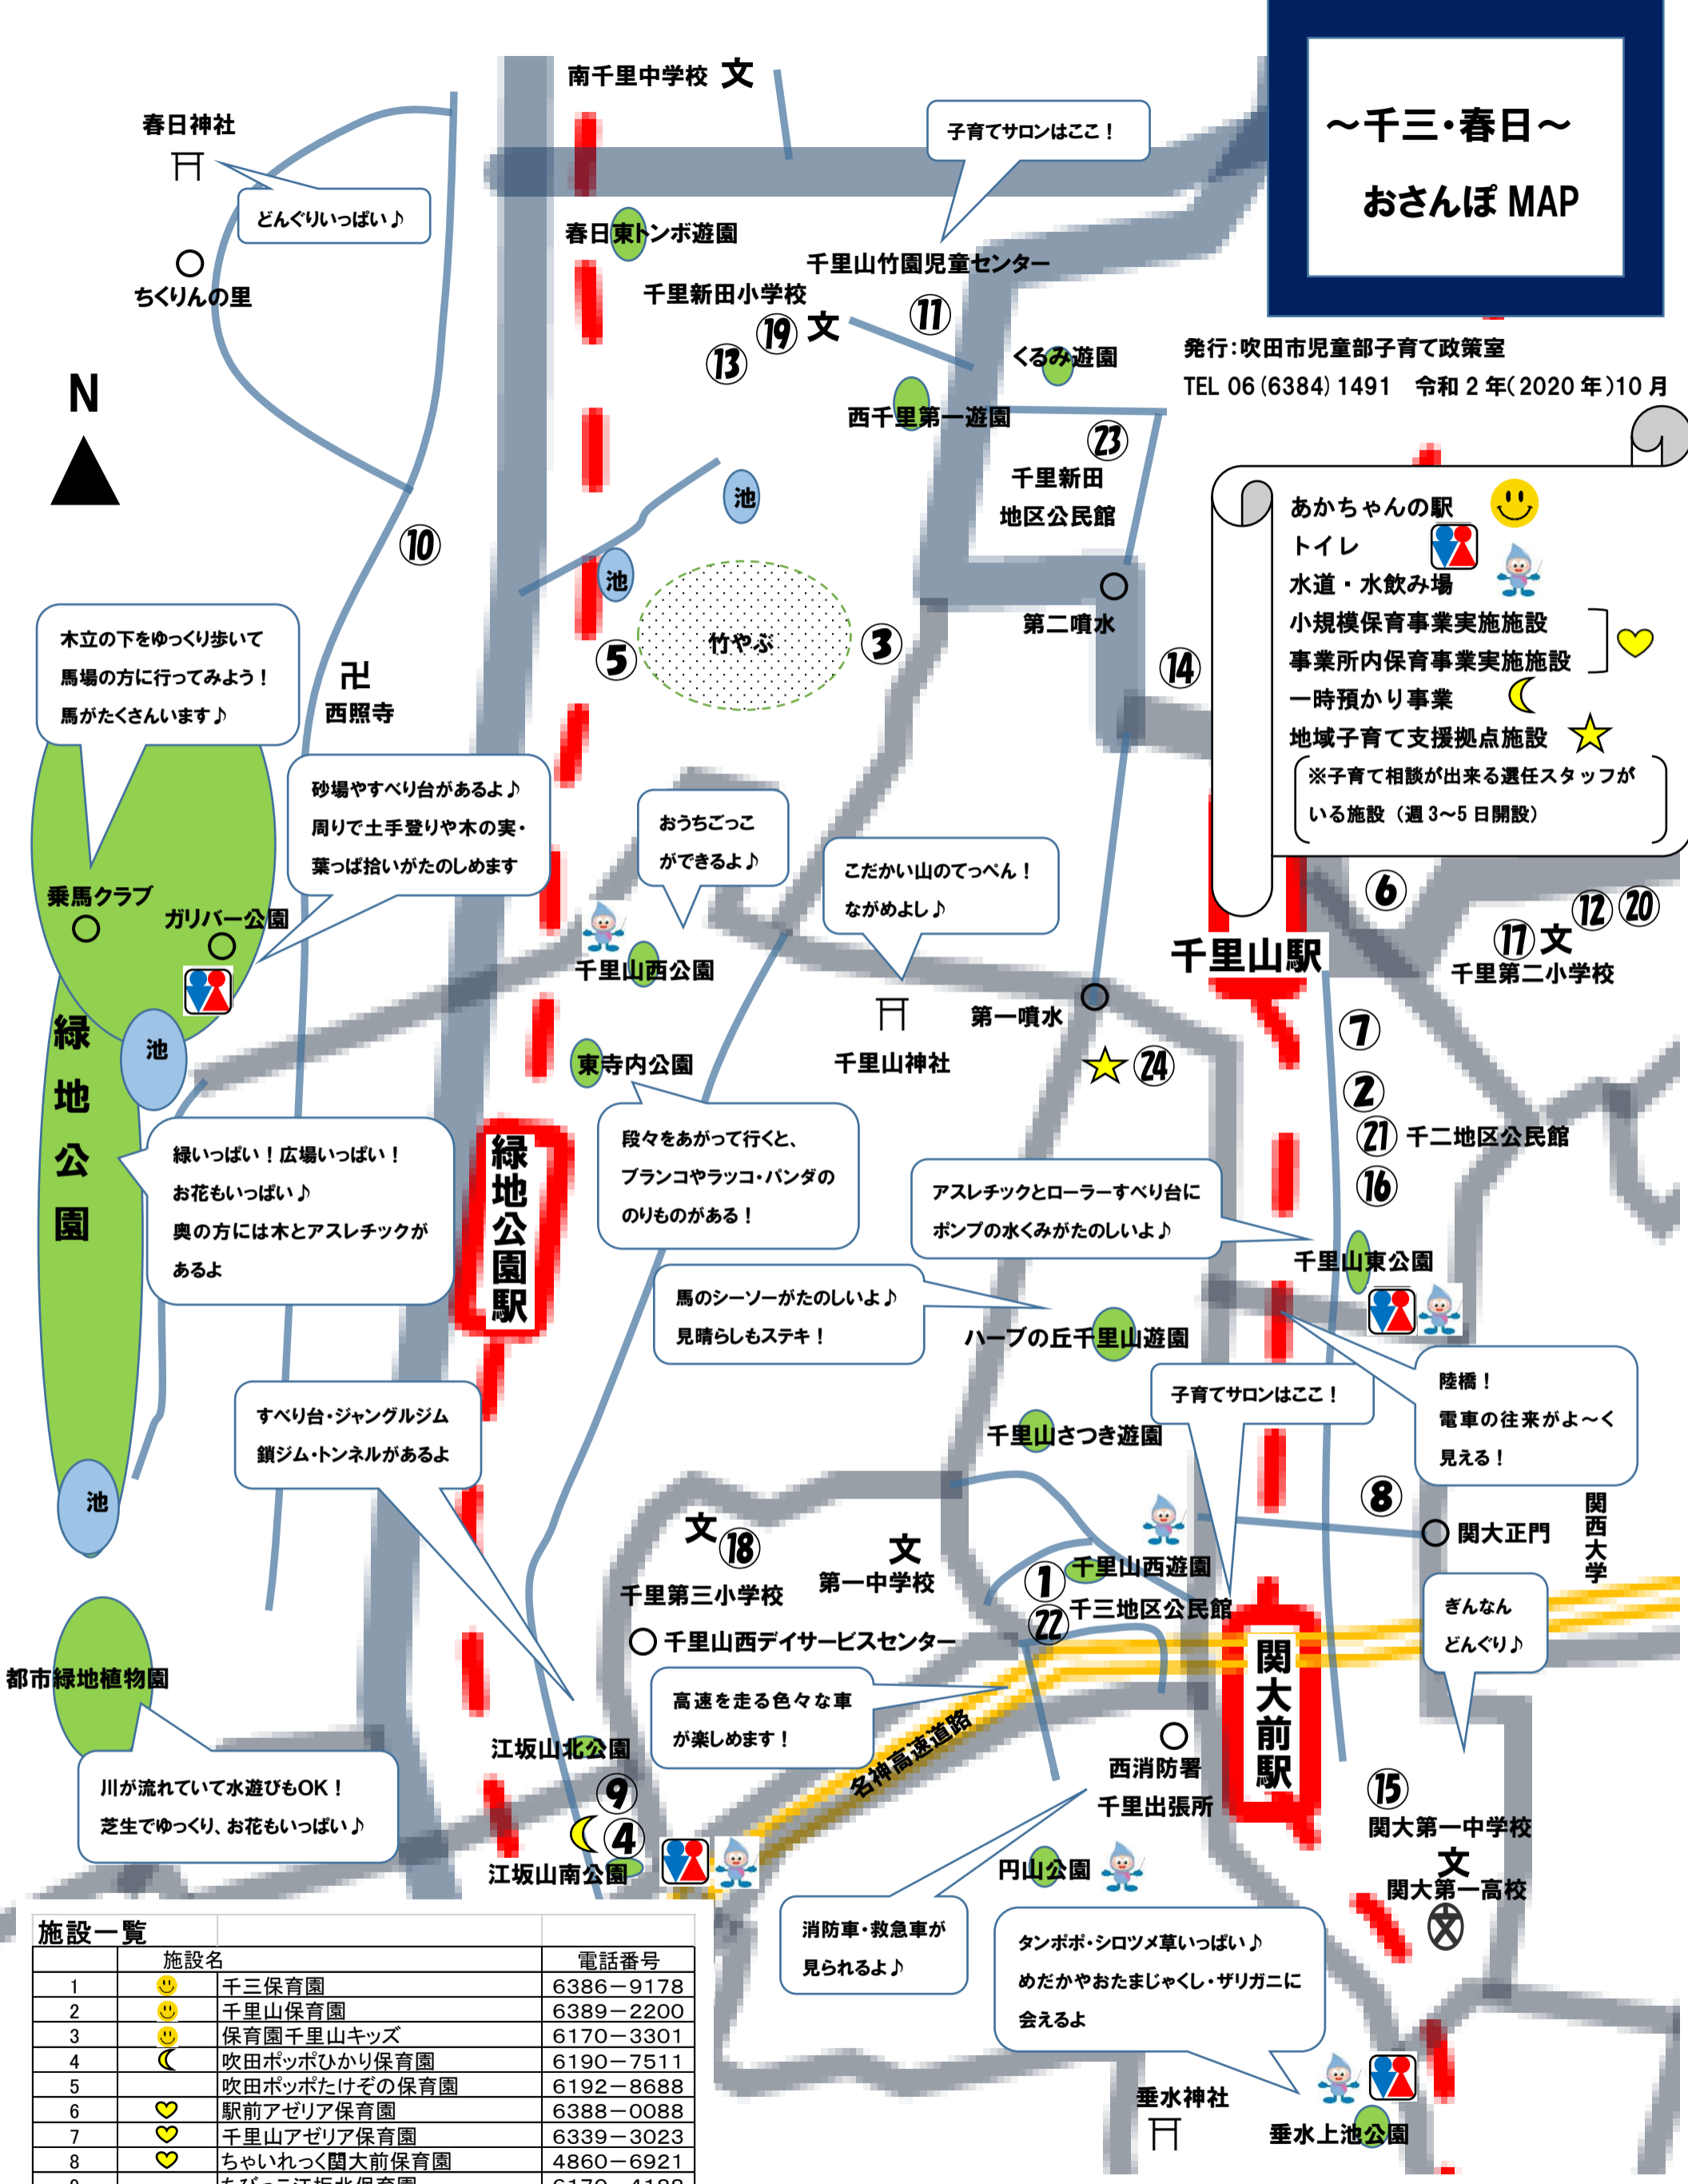 ～千三・春日～
おさんぽ MAP
発行：吹田市児童部子育て政策室
TEL 06（6384）1491　令和２年（2020 年）10 月
南千里中学校 文
春日神社
どんぐりいっぱい♪
ちくりんの里
子育てサロンはここ！
春日東トンボ遊園
千里山竹園児童センター
千里新田小学校
⑲ 文
⑪
⑬
くるみ遊園
西千里第一遊園
㉓
千里新田
地区公民館
N
⑩
池
池
竹やぶ
⑤
③
第二噴水
⑭
あかちゃんの駅
トイレ
水道・水飲み場
小規模保育事業実施施設
事業所内保育事業実施施設
一時預かり事業
地域子育て支援拠点施設
※子育て相談が出来る選任スタッフが
いる施設（週 3～5 日開設）
木立の下をゆっくり歩いて
馬場の方に行ってみよう！
馬がたくさんいます♪
卍
西照寺
砂場やすべり台があるよ♪
周りで土手登りや木の実・
葉っぱ拾いがたのしめます
おうちごっこ
ができるよ♪
こだかい山のてっぺん！
ながめよし♪
乗馬クラブ
ガリバー公園
千里山西公園
千里山駅
⑥
⑫ ⑳
⑰ 文
千里第二小学校
緑地公園
池
東寺内公園
千里山神社
第一噴水
㉔
⑦
②
㉑ 千二地区公民館
⑯
緑いっぱい！広場いっぱい！
お花もいっぱい♪
奥の方には木とアスレチックが
あるよ
緑地公園駅
段々をあがって行くと、
ブランコやラッコ・パンダの
のりものがある！
アスレチックとローラーすべり台に
ポンプの水くみがたのしいよ♪
千里山東公園
馬のシーソーがたのしいよ♪
見晴らしもステキ！
ハーブの丘千里山遊園
子育てサロンはここ！
陸橋！
電車の往来がよ～く
見える！
すべり台・ジャングルジム
鎖ジム・トンネルがあるよ
千里山さつき遊園
池
⑧
関大正門
関西大学
文 ⑱
千里第三小学校
文
第一中学校
① 千里山西遊園
㉒ 千三地区公民館
千里山西デイサービスセンター
ぎんなん
どんぐり♪
都市緑地植物園
高速を走る色々な車
が楽しめます！
名神高速道路
関大前駅
江坂山北公園
西消防署
千里出張所
川が流れていて水遊びもOK！
芝生でゆっくり、お花もいっぱい♪
⑨
④
江坂山南公園
⑮
関大第一中学校
文
関大第一高校
円山公園
消防車・救急車が
見られるよ♪
タンポポ・シロツメ草いっぱい♪
めだかやおたまじゃくし・ザリガニに
会えるよ
垂水神社
垂水上池公園
施設一覧
施設名 電話番号
1 千三保育園 6386－9178
2 千里山保育園 6389－2200
3 保育園千里山キッズ 6170－3301
4 吹田ポッポひかり保育園 6190－7511
5 吹田ポッポたけぞの保育園 6192－8688
6 駅前アゼリア保育園 6388－0088
7 千里山アゼリア保育園 6339－3023
8 ちゃいれっく関大前保育園 4860－6921